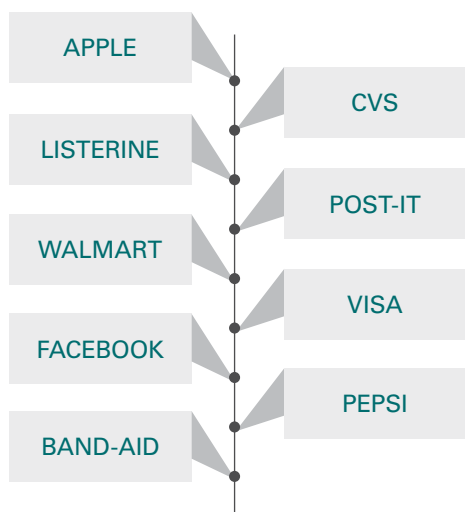 APPLE
CVS
LISTERINE
POST-IT
WALMART
VISA
FACEBOOK
PEPSI
BAND-AID